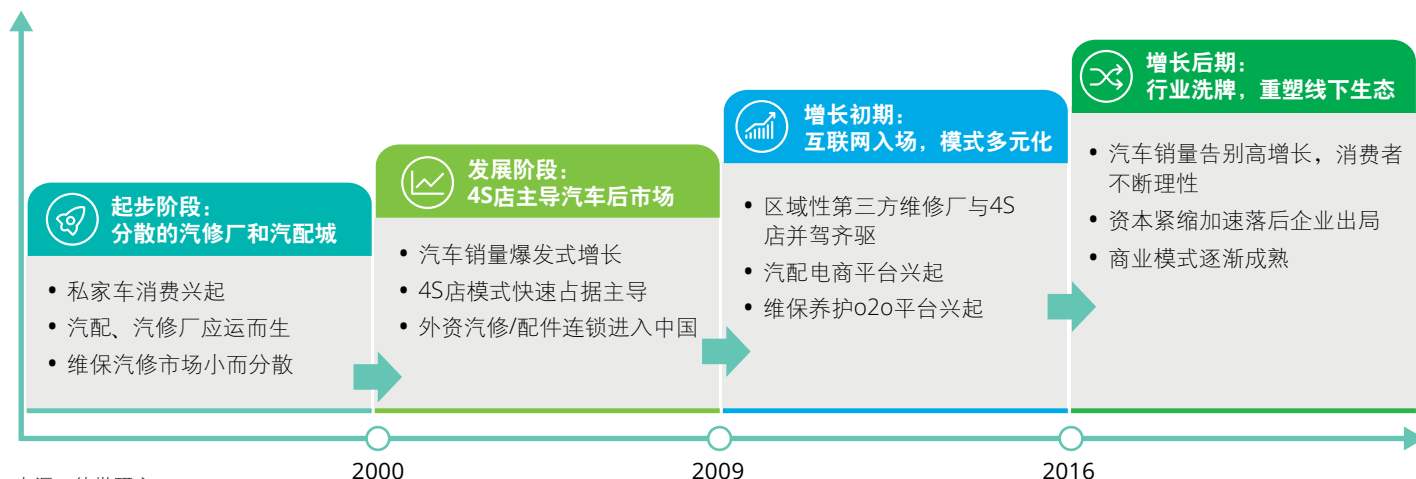 起步阶段：
分散的汽修厂和汽配城
• 私家车消费兴起
• 汽配、汽修厂应运而生
• 维保汽修市场小而分散
发展阶段：
4S店主导汽车后市场
• 汽车销量爆发式增长
• 4S店模式快速占据主导
• 外资汽修/配件连锁进入中国
增长初期：
互联网入场，模式多元化
• 区域性第三方维修厂与4S
店并驾齐驱
• 汽配电商平台兴起
• 维保养护o2o平台兴起
增长后期：
行业洗牌，重塑线下生态
• 汽车销量告别高增长，消费者
不断理性
• 资本紧缩加速落后企业出局
• 商业模式逐渐成熟
2000
2009
2016